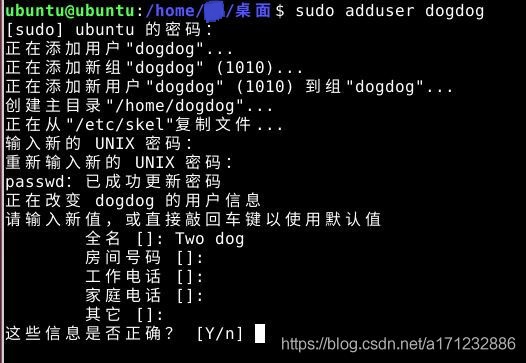 ubuntu@ubuntu:/home/ /桌面$ sudo adduser dogdog
[sudo] ubuntu 的密码：
正在添加用户"dogdog"...
正在添加新组"dogdog" (1010)...
正在添加新用户"dogdog" (1010) 到组"dogdog"...
创建主目录"/home/dogdog"...
正在从"/etc/skel"复制文件...
输入新的 UNIX 密码：
重新输入新的 UNIX 密码：
passwd：已成功更新密码
正在改变 dogdog 的用户信息
请输入新值，或直接敲回车键以使用默认值
全名 []: Two dog
房间号码 []:
工作电话 []:
家庭电话 []:
其它 []:
这些信息是否正确？ [Y/n]
https://blog.csdn.net/a171232886